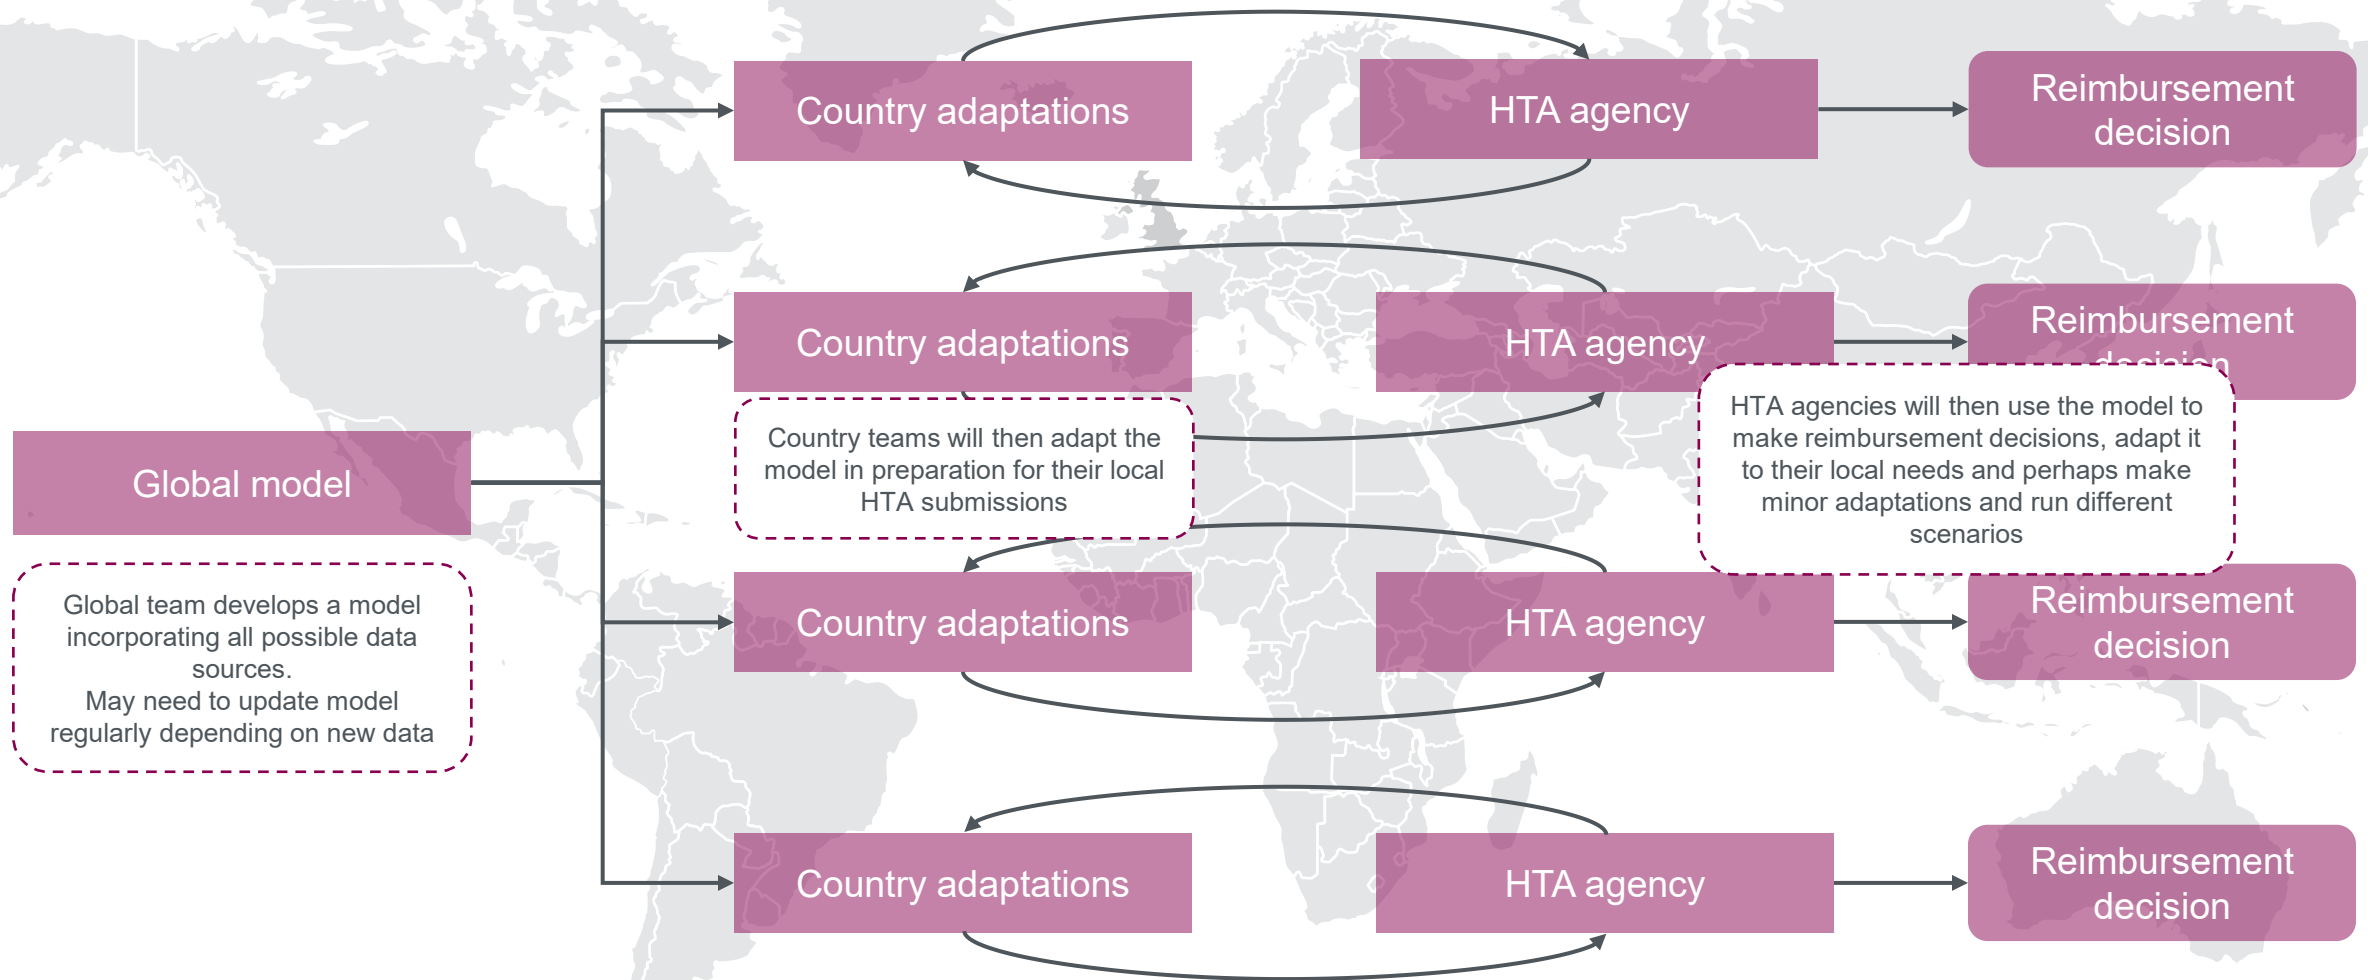 Country adaptations
HTA agency
Reimbursement
decision
Country adaptations
HTA agency
Reimbursement
decision
Global model
Global team develops a model
incorporating all possible data
sources.
May need to update model
regularly depending on new data
Country teams will then adapt the
model in preparation for their local
HTA submissions
HTA agencies will then use the model to
make reimbursement decisions, adapt it
to their local needs and perhaps make
minor adaptations and run different
scenarios
Country adaptations
HTA agency
Reimbursement
decision
Country adaptations
HTA agency
Reimbursement
decision